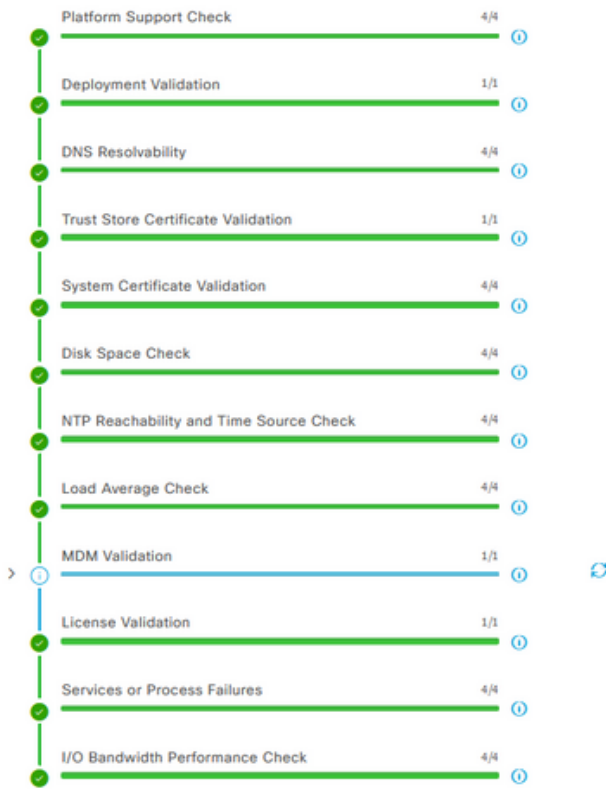 Platform Support Check 4/4
Deployment Validation 1/1
DNS Resolvability 4/4
Trust Store Certificate Validation 1/1
System Certificate Validation 4/4
Disk Space Check 4/4
NTP Reachability and Time Source Check 4/4
Load Average Check 4/4
MDM Validation 1/1
License Validation 1/1
Services or Process Failures 4/4
I/O Bandwidth Performance Check 4/4